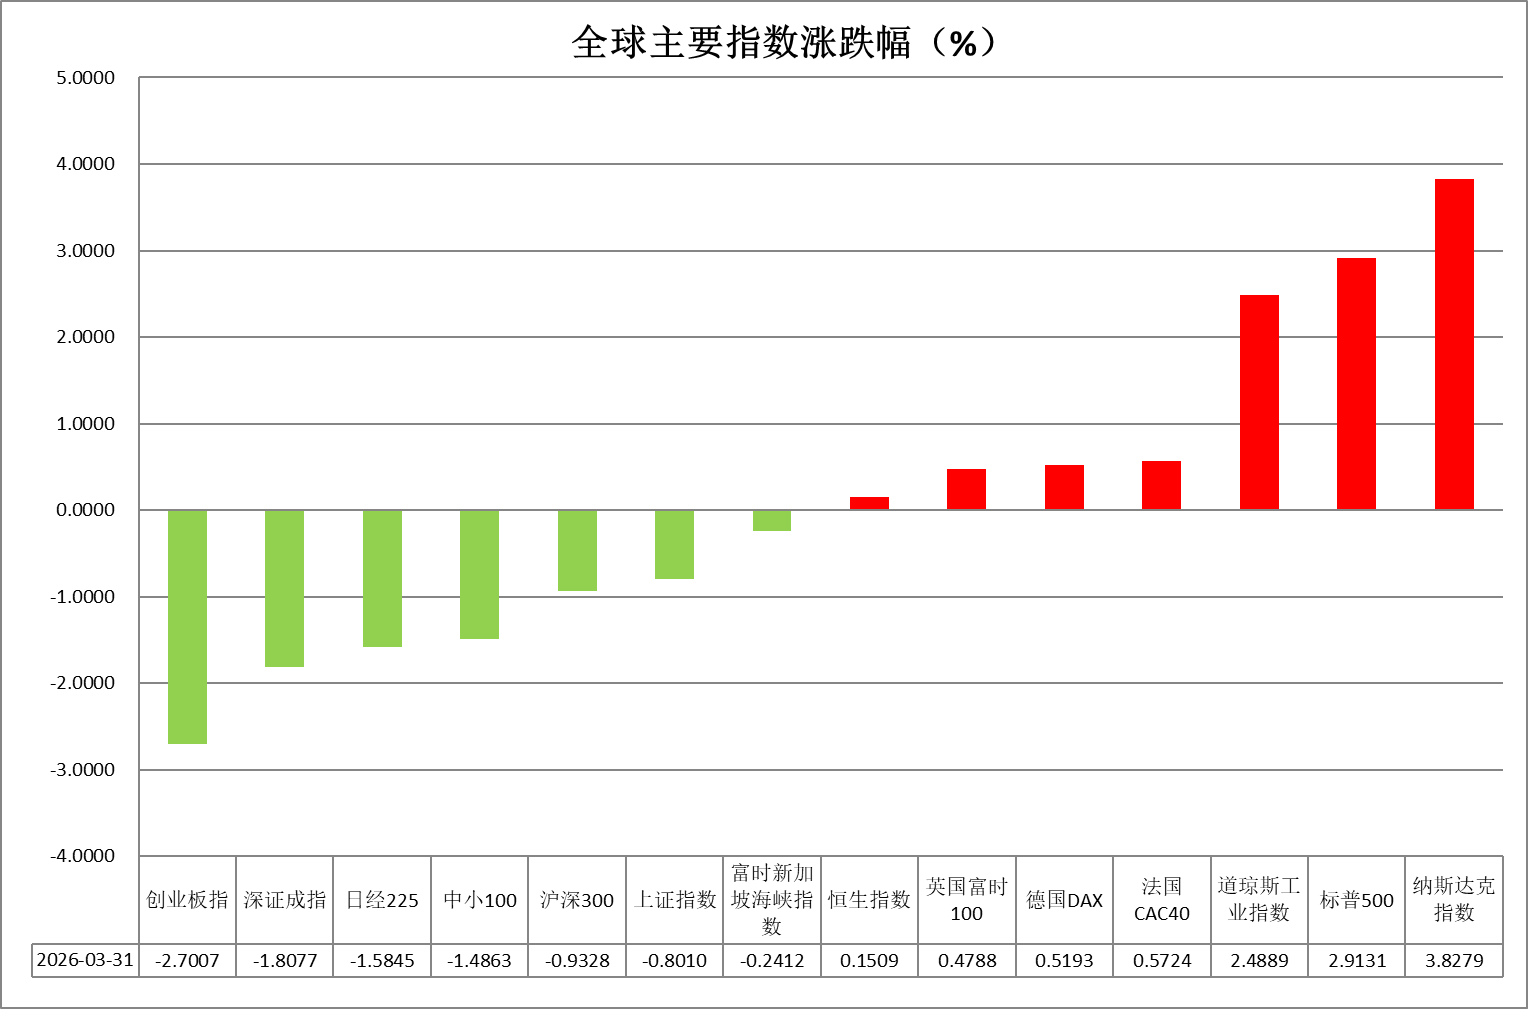 全球主要指数涨跌幅（%）
5.0000
4.0000
3.0000
2.0000
1.0000
0.0000
-1.0000
-2.0000
-3.0000
-4.0000
创业板指
深证成指
日经225
中小100
沪深300
上证指数
富时新加
坡海峡指
数
恒生指数
英国富时
100
德国DAX
法国
CAC40
道琼斯工
业指数
标普500
纳斯达克
指数
2026-03-31 -2.7007 -1.8077 -1.5845 -1.4863 -0.9328 -0.8010 -0.2412 0.1509 0.4788 0.5193 0.5724 2.4889 2.9131 3.8279